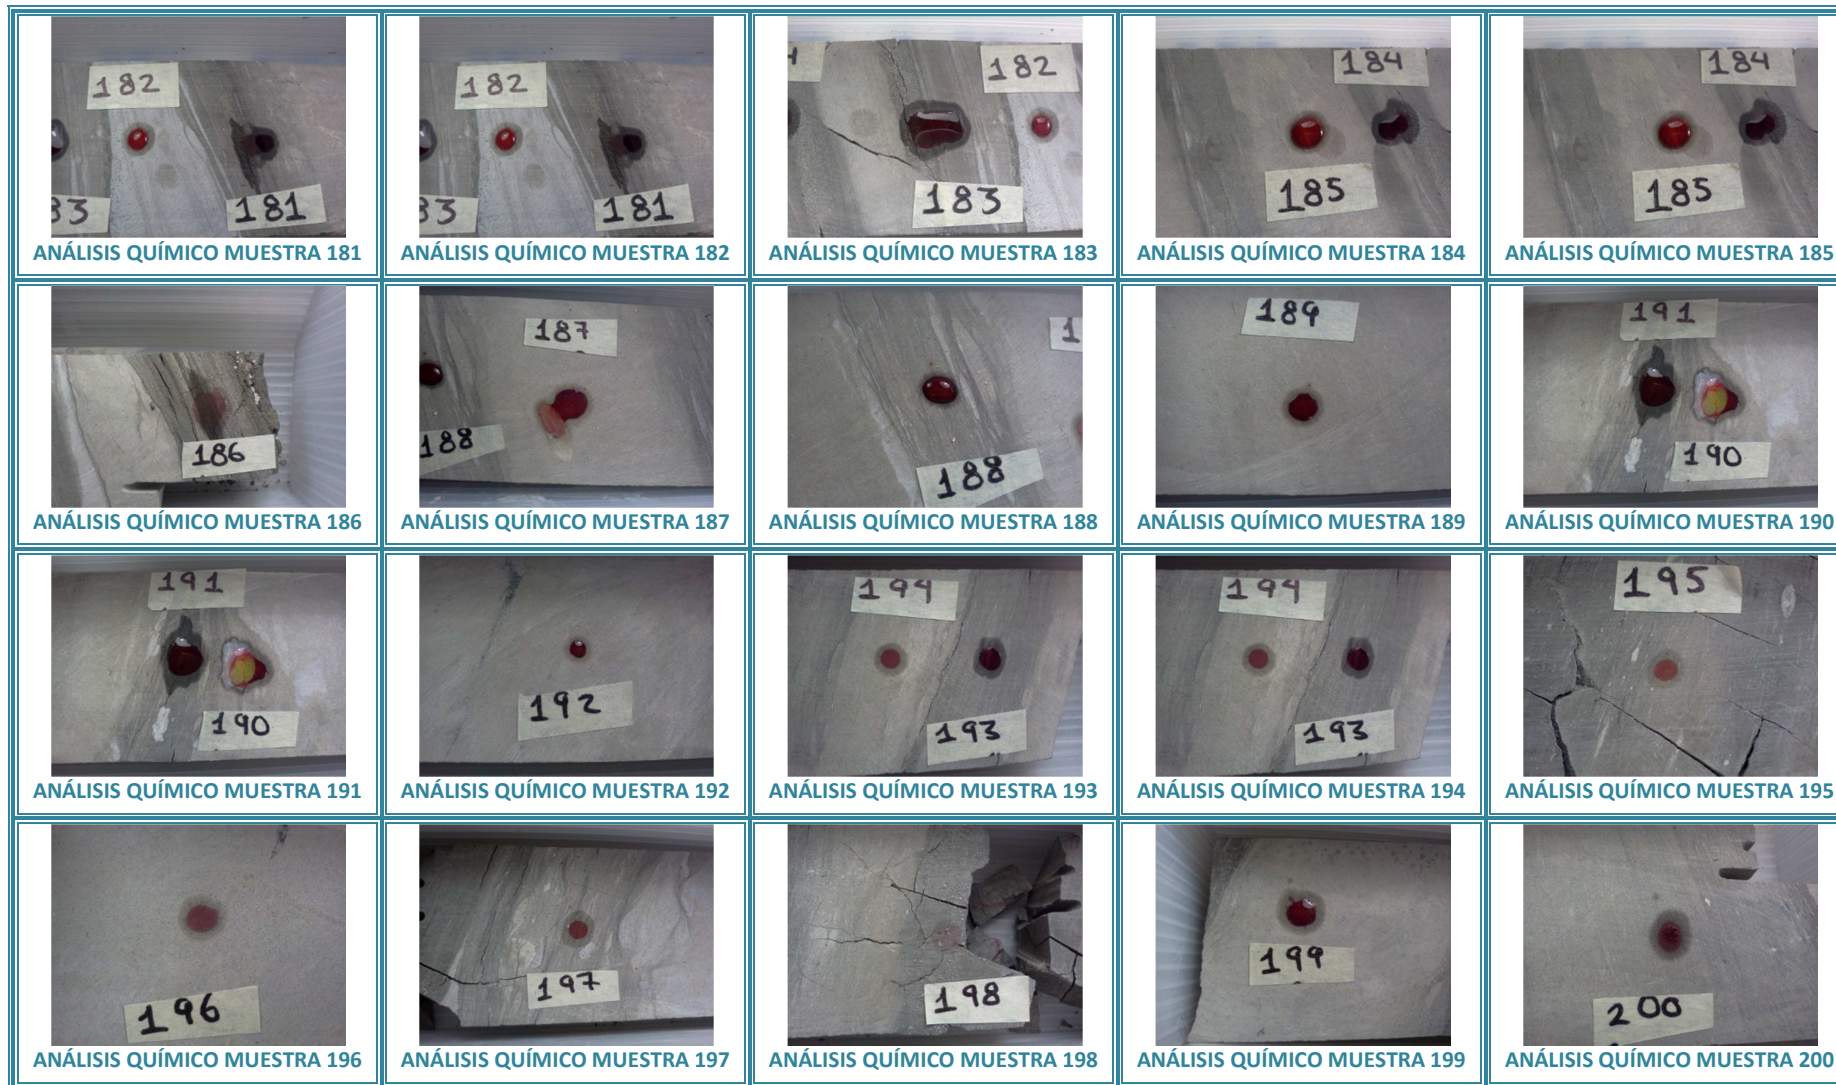 182
83
181
ANÁLISIS QUÍMICO MUESTRA 181
182
83
181
ANÁLISIS QUÍMICO MUESTRA 182
4
182
183
ANÁLISIS QUÍMICO MUESTRA 183
184
185
ANÁLISIS QUÍMICO MUESTRA 184
184
185
ANÁLISIS QUÍMICO MUESTRA 185
186
ANÁLISIS QUÍMICO MUESTRA 186
187
188
ANÁLISIS QUÍMICO MUESTRA 187
1
188
ANÁLISIS QUÍMICO MUESTRA 188
189
ANÁLISIS QUÍMICO MUESTRA 189
191
190
ANÁLISIS QUÍMICO MUESTRA 190
191
190
ANÁLISIS QUÍMICO MUESTRA 191
192
ANÁLISIS QUÍMICO MUESTRA 192
194
193
ANÁLISIS QUÍMICO MUESTRA 193
194
193
ANÁLISIS QUÍMICO MUESTRA 194
195
ANÁLISIS QUÍMICO MUESTRA 195
196
ANÁLISIS QUÍMICO MUESTRA 196
197
ANÁLISIS QUÍMICO MUESTRA 197
198
ANÁLISIS QUÍMICO MUESTRA 198
199
ANÁLISIS QUÍMICO MUESTRA 199
200
ANÁLISIS QUÍMICO MUESTRA 200